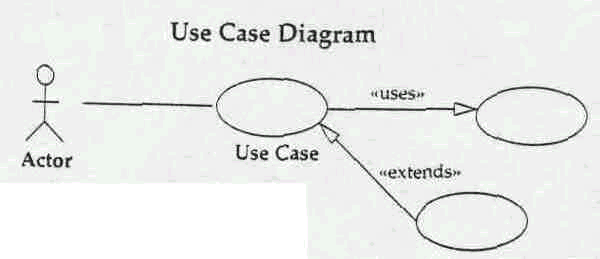 Use Case Diagram
«uses»
Use Case
Actor
«extends»